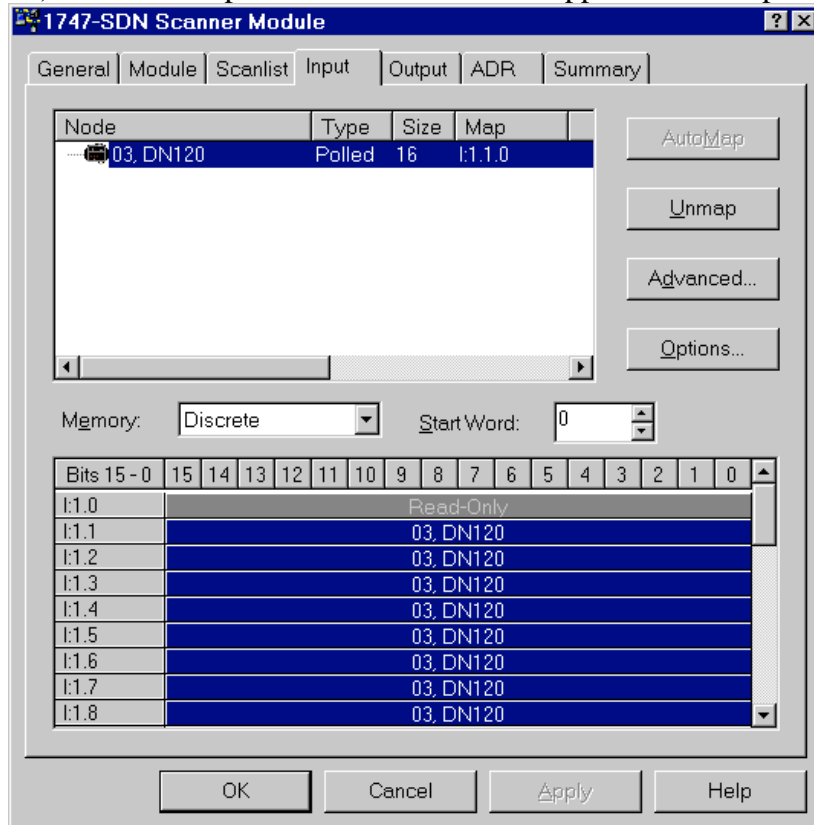 1747-SDN Scanner Module
General Module Scanlist Input Output ADR Summary
Node Type Size Map
03, DN120 Polled 16 I:1.1.0
AutoMap
Unmap
Advanced...
Options...
Memory: Discrete Start Word: 0
Bits 15 - 0 15 14 13 12 11 10 9 8 7 6 5 4 3 2 1 0
I:1.0 Read-Only
I:1.1 03, DN120
I:1.2 03, DN120
I:1.3 03, DN120
I:1.4 03, DN120
I:1.5 03, DN120
I:1.6 03, DN120
I:1.7 03, DN120
I:1.8 03, DN120
OK Cancel Apply Help